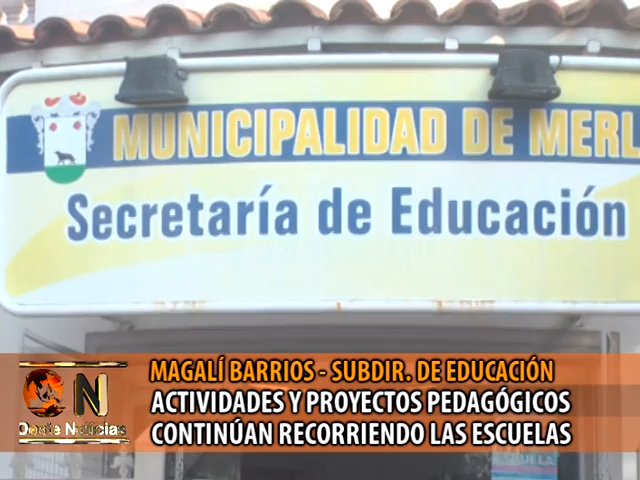 MUNICIPALIDAD DE MERL
Secretaría de Educación
MAGALÍ BARRIOS - SUBDIR. DE EDUCACIÓN
ACTIVIDADES Y PROYECTOS PEDAGÓGICOS
CONTINÚAN RECORRIENDO LAS ESCUELAS
ON
Oeste Noticias